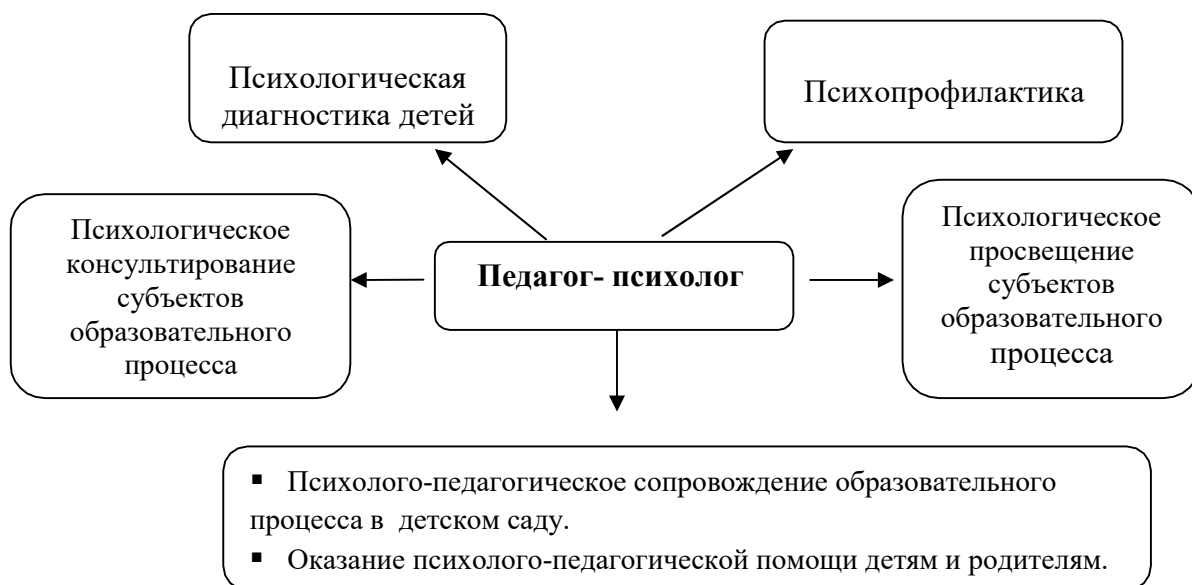 Психологическая
диагностика детей
Психопрофилактика
Психологическое
консультирование
субъектов
образовательного
процесса
Педагог- психолог
Психологическое
просвещение
субъектов
образовательного
процесса
▪ Психолого-педагогическое сопровождение образовательного
процесса в детском саду.
▪ Оказание психолого-педагогической помощи детям и родителям.